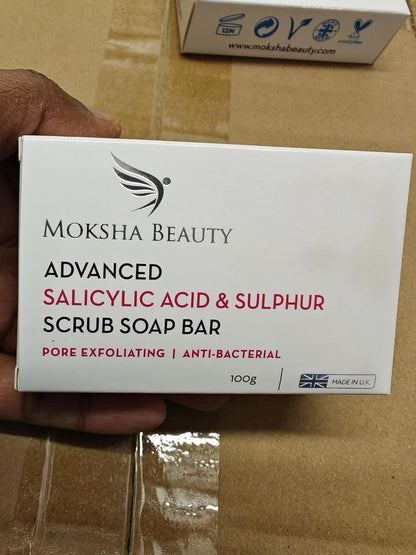 12M
www.mokshabeauty.com
MOKSHA BEAUTY
ADVANCED
SALICYLIC ACID & SULPHUR
SCRUB SOAP BAR
PORE EXFOLIATING | ANTI-BACTERIAL
100g
MADE IN U.K